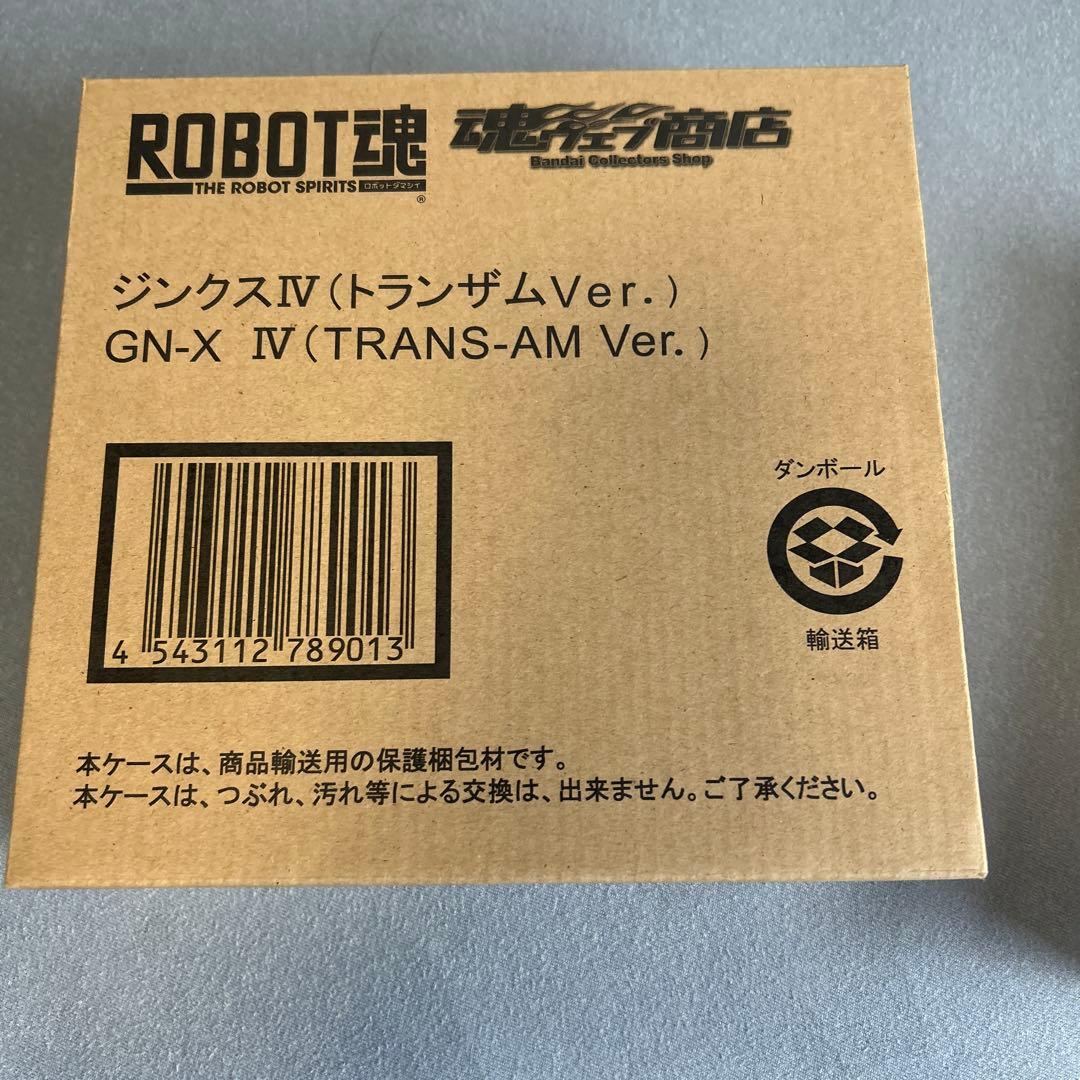 ROBOT魂
THE ROBOT SPIRITS ロボットダマシイ
®
魂ウェブ商店
Bandai Collectors Shop
ジンクスⅣ(トランザムVer.)
GN-X Ⅳ(TRANS-AM Ver.)
4 543112 789013
ダンボール
輸送箱
本ケースは、商品輸送用の保護梱包材です。
本ケースは、つぶれ、汚れ等による交換は、出来ません。ご了承ください。